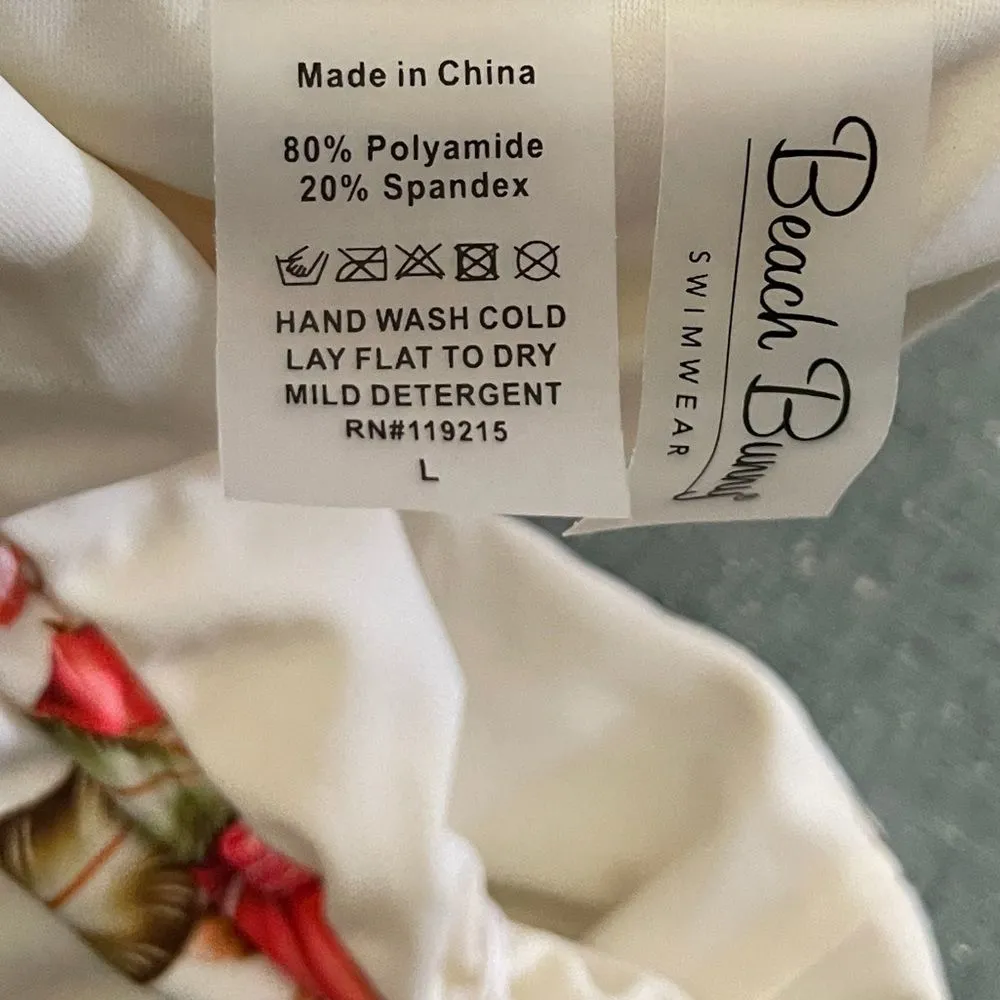 Made in China
80% Polyamide
20% Spandex
HAND WASH COLD
LAY FLAT TO DRY
MILD DETERGENT
RN#119215
L
Beach Bunny
SWIMWEAR